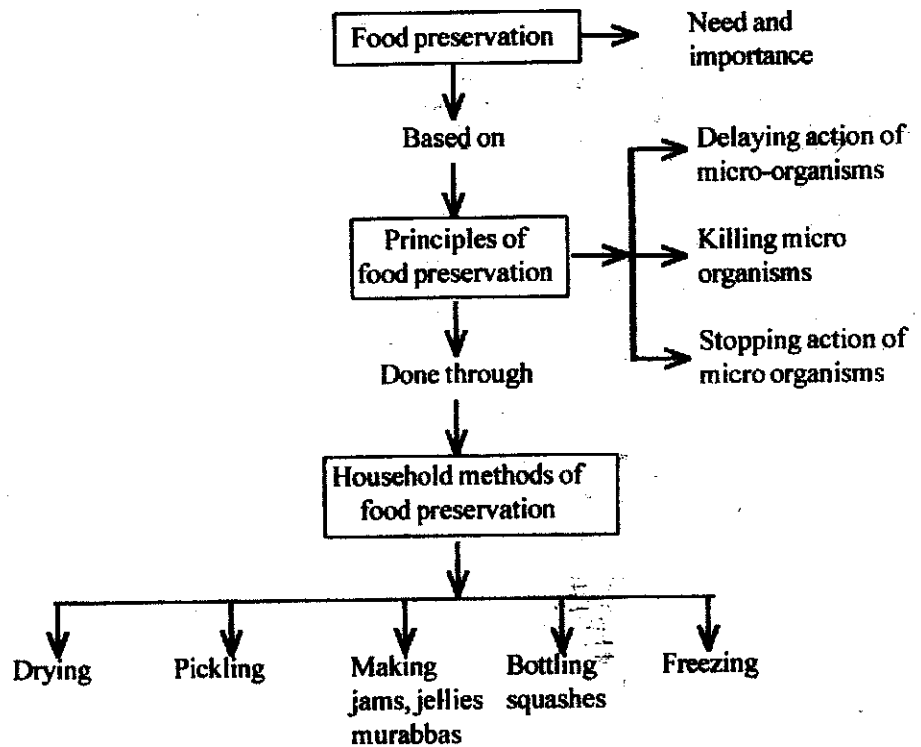 Food preservation
Need and
importance
Based on
Delaying action of
micro-organisms
Principles of
food preservation
Killing micro
organisms
Stopping action of
micro organisms
Done through
Household methods of
food preservation
Drying
Pickling
Making
jams, jellies
murabbas
Bottling
squashes
Freezing